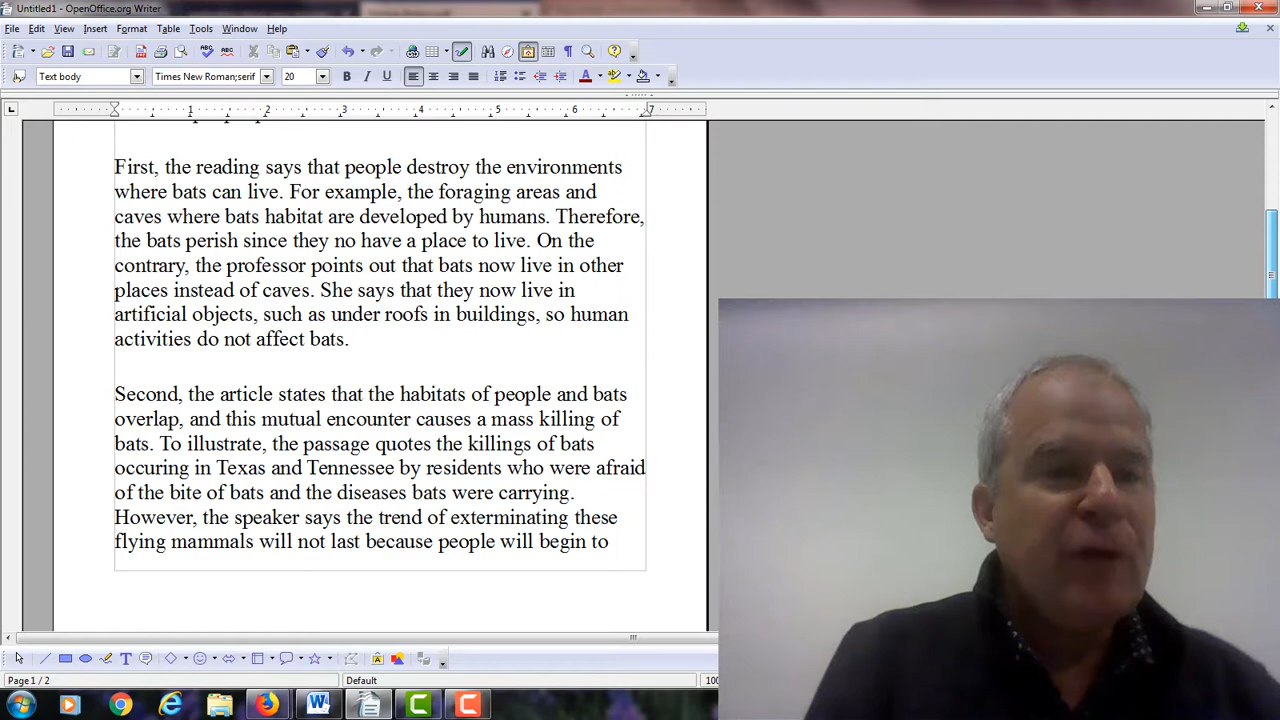 Untitled1 - OpenOffice.org Writer
File Edit View Insert Format Table Tools Window Help
Text body Times New Roman;serif 20
1 2 3 4 5 6 7
First, the reading says that people destroy the environments
where bats can live. For example, the foraging areas and
caves where bats habitat are developed by humans. Therefore,
the bats perish since they no have a place to live. On the
contrary, the professor points out that bats now live in other
places instead of caves. She says that they now live in
artificial objects, such as under roofs in buildings, so human
activities do not affect bats.
Second, the article states that the habitats of people and bats
overlap, and this mutual encounter causes a mass killing of
bats. To illustrate, the passage quotes the killings of bats
occuring in Texas and Tennessee by residents who were afraid
of the bite of bats and the diseases bats were carrying.
However, the speaker says the trend of exterminating these
flying mammals will not last because people will begin to
Page 1 / 2 Default 100